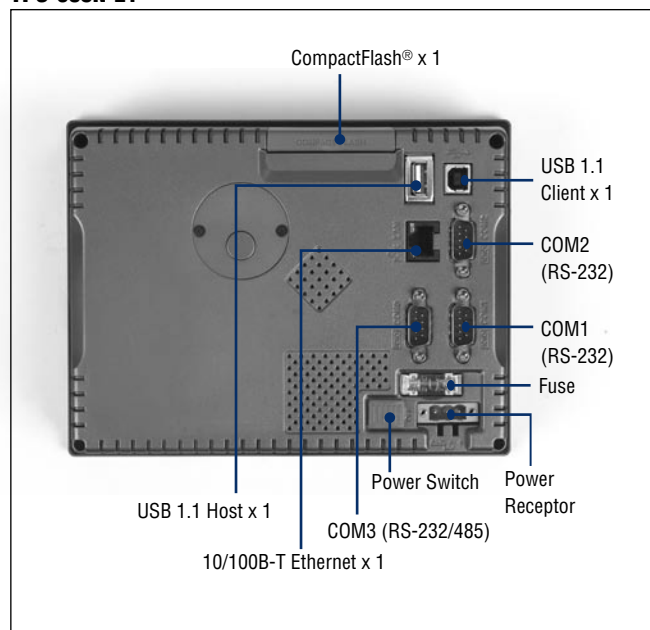 CompactFlash® x 1
USB 1.1
Client x 1
COM2
(RS-232)
COM1
(RS-232)
Fuse
Power Switch
Power
Receptor
USB 1.1 Host x 1
COM3 (RS-232/485)
10/100B-T Ethernet x 1